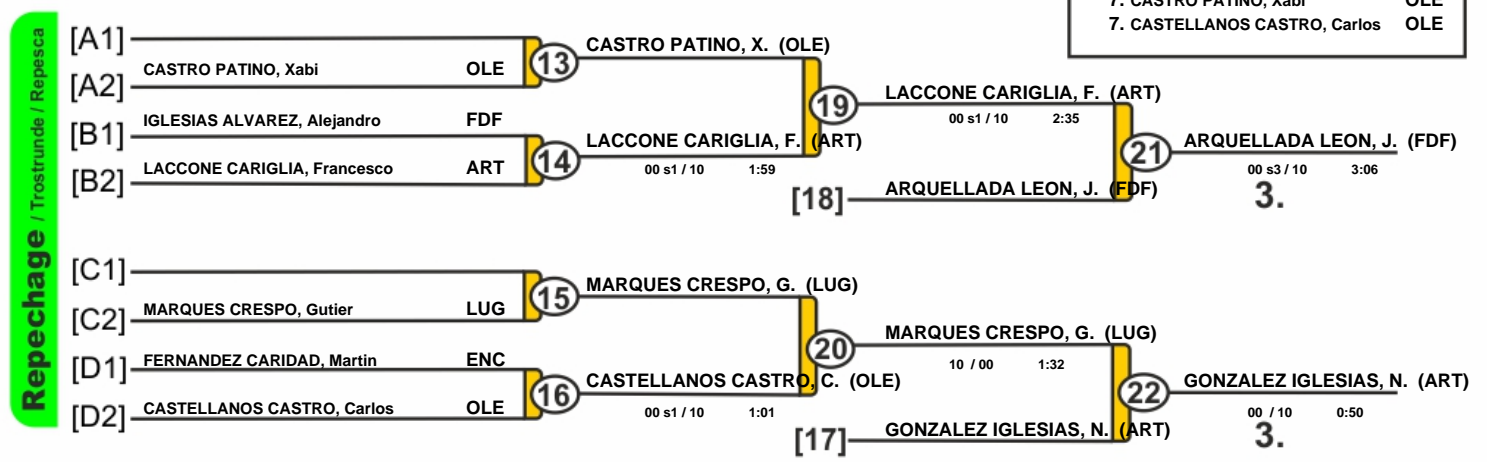 7. CASTRO PATINO, Xabi OLE
7. CASTELLANOS CASTRO, Carlos OLE
Repechage / Trostrunde / Repesca
[A1]
CASTRO PATINO, Xabi OLE
[A2]
13
CASTRO PATINO, X. (OLE)
[B1]
IGLESIAS ALVAREZ, Alejandro FDF
LACCONE CARIGLIA, Francesco ART
[B2]
14
LACCONE CARIGLIA, F. (ART)
00 s1 / 10 1:59
19
LACCONE CARIGLIA, F. (ART)
00 s1 / 10 2:35
[18]
ARQUELLADA LEON, J. (FDF)
21
ARQUELLADA LEON, J. (FDF)
00 s3 / 10 3:06
3.
[C1]
MARQUES CRESPO, Gutier LUG
[C2]
15
MARQUES CRESPO, G. (LUG)
[D1]
FERNANDEZ CARIDAD, Martin ENC
CASTELLANOS CASTRO, Carlos OLE
[D2]
16
CASTELLANOS CASTRO, C. (OLE)
00 s1 / 10 1:01
20
MARQUES CRESPO, G. (LUG)
10 / 00 1:32
[17]
GONZALEZ IGLESIAS, N. (ART)
22
GONZALEZ IGLESIAS, N. (ART)
00 / 10 0:50
3.